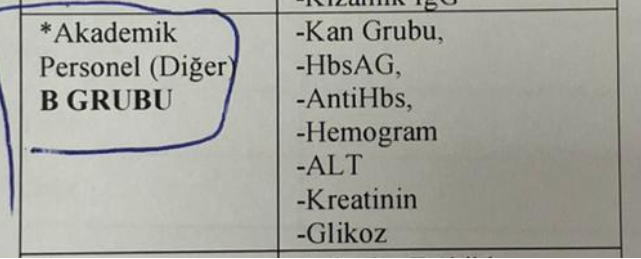 -Kızamık IgG
*Akademik
Personel (Diğer)
B GRUBU
-Kan Grubu,
-HbsAG,
-AntiHbs,
-Hemogram
-ALT
-Kreatinin
-Glikoz